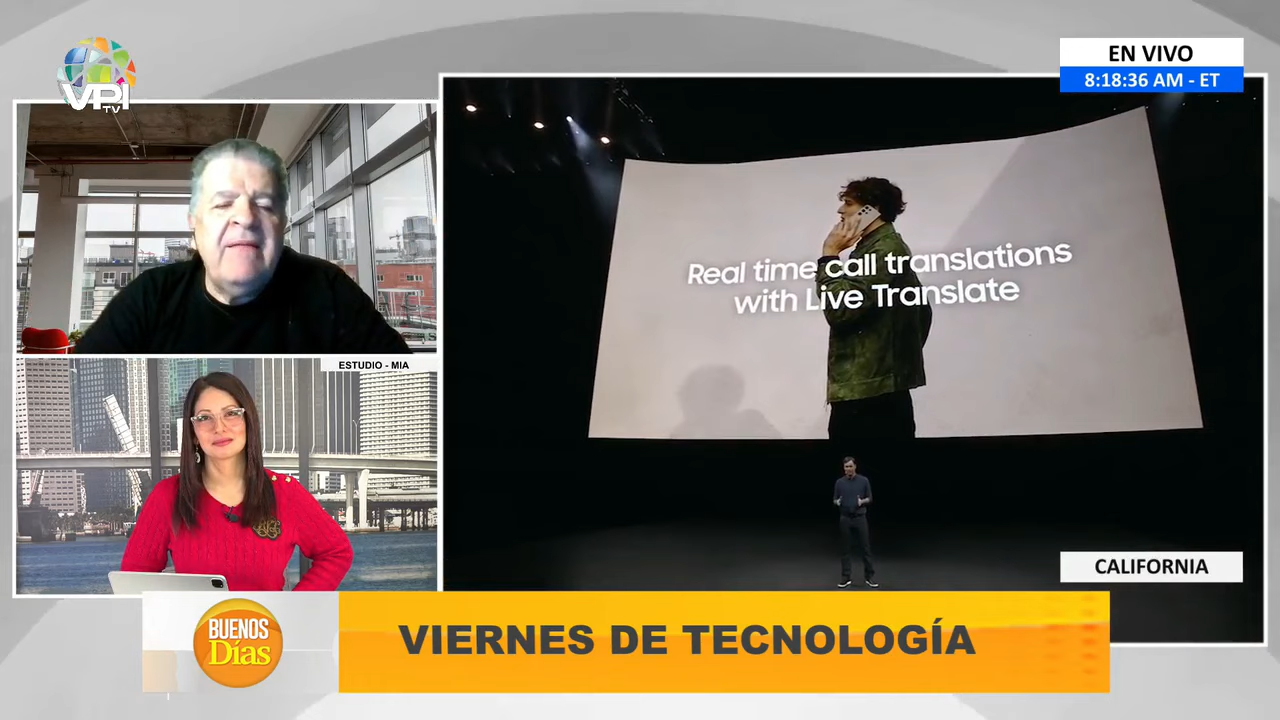 VPI
TV
EN VIVO
8:18:36 AM - ET
Real time call translations
with Live Translate
ESTUDIO - MIA
CALIFORNIA
BUENOS
Días
VIERNES DE TECNOLOGÍA